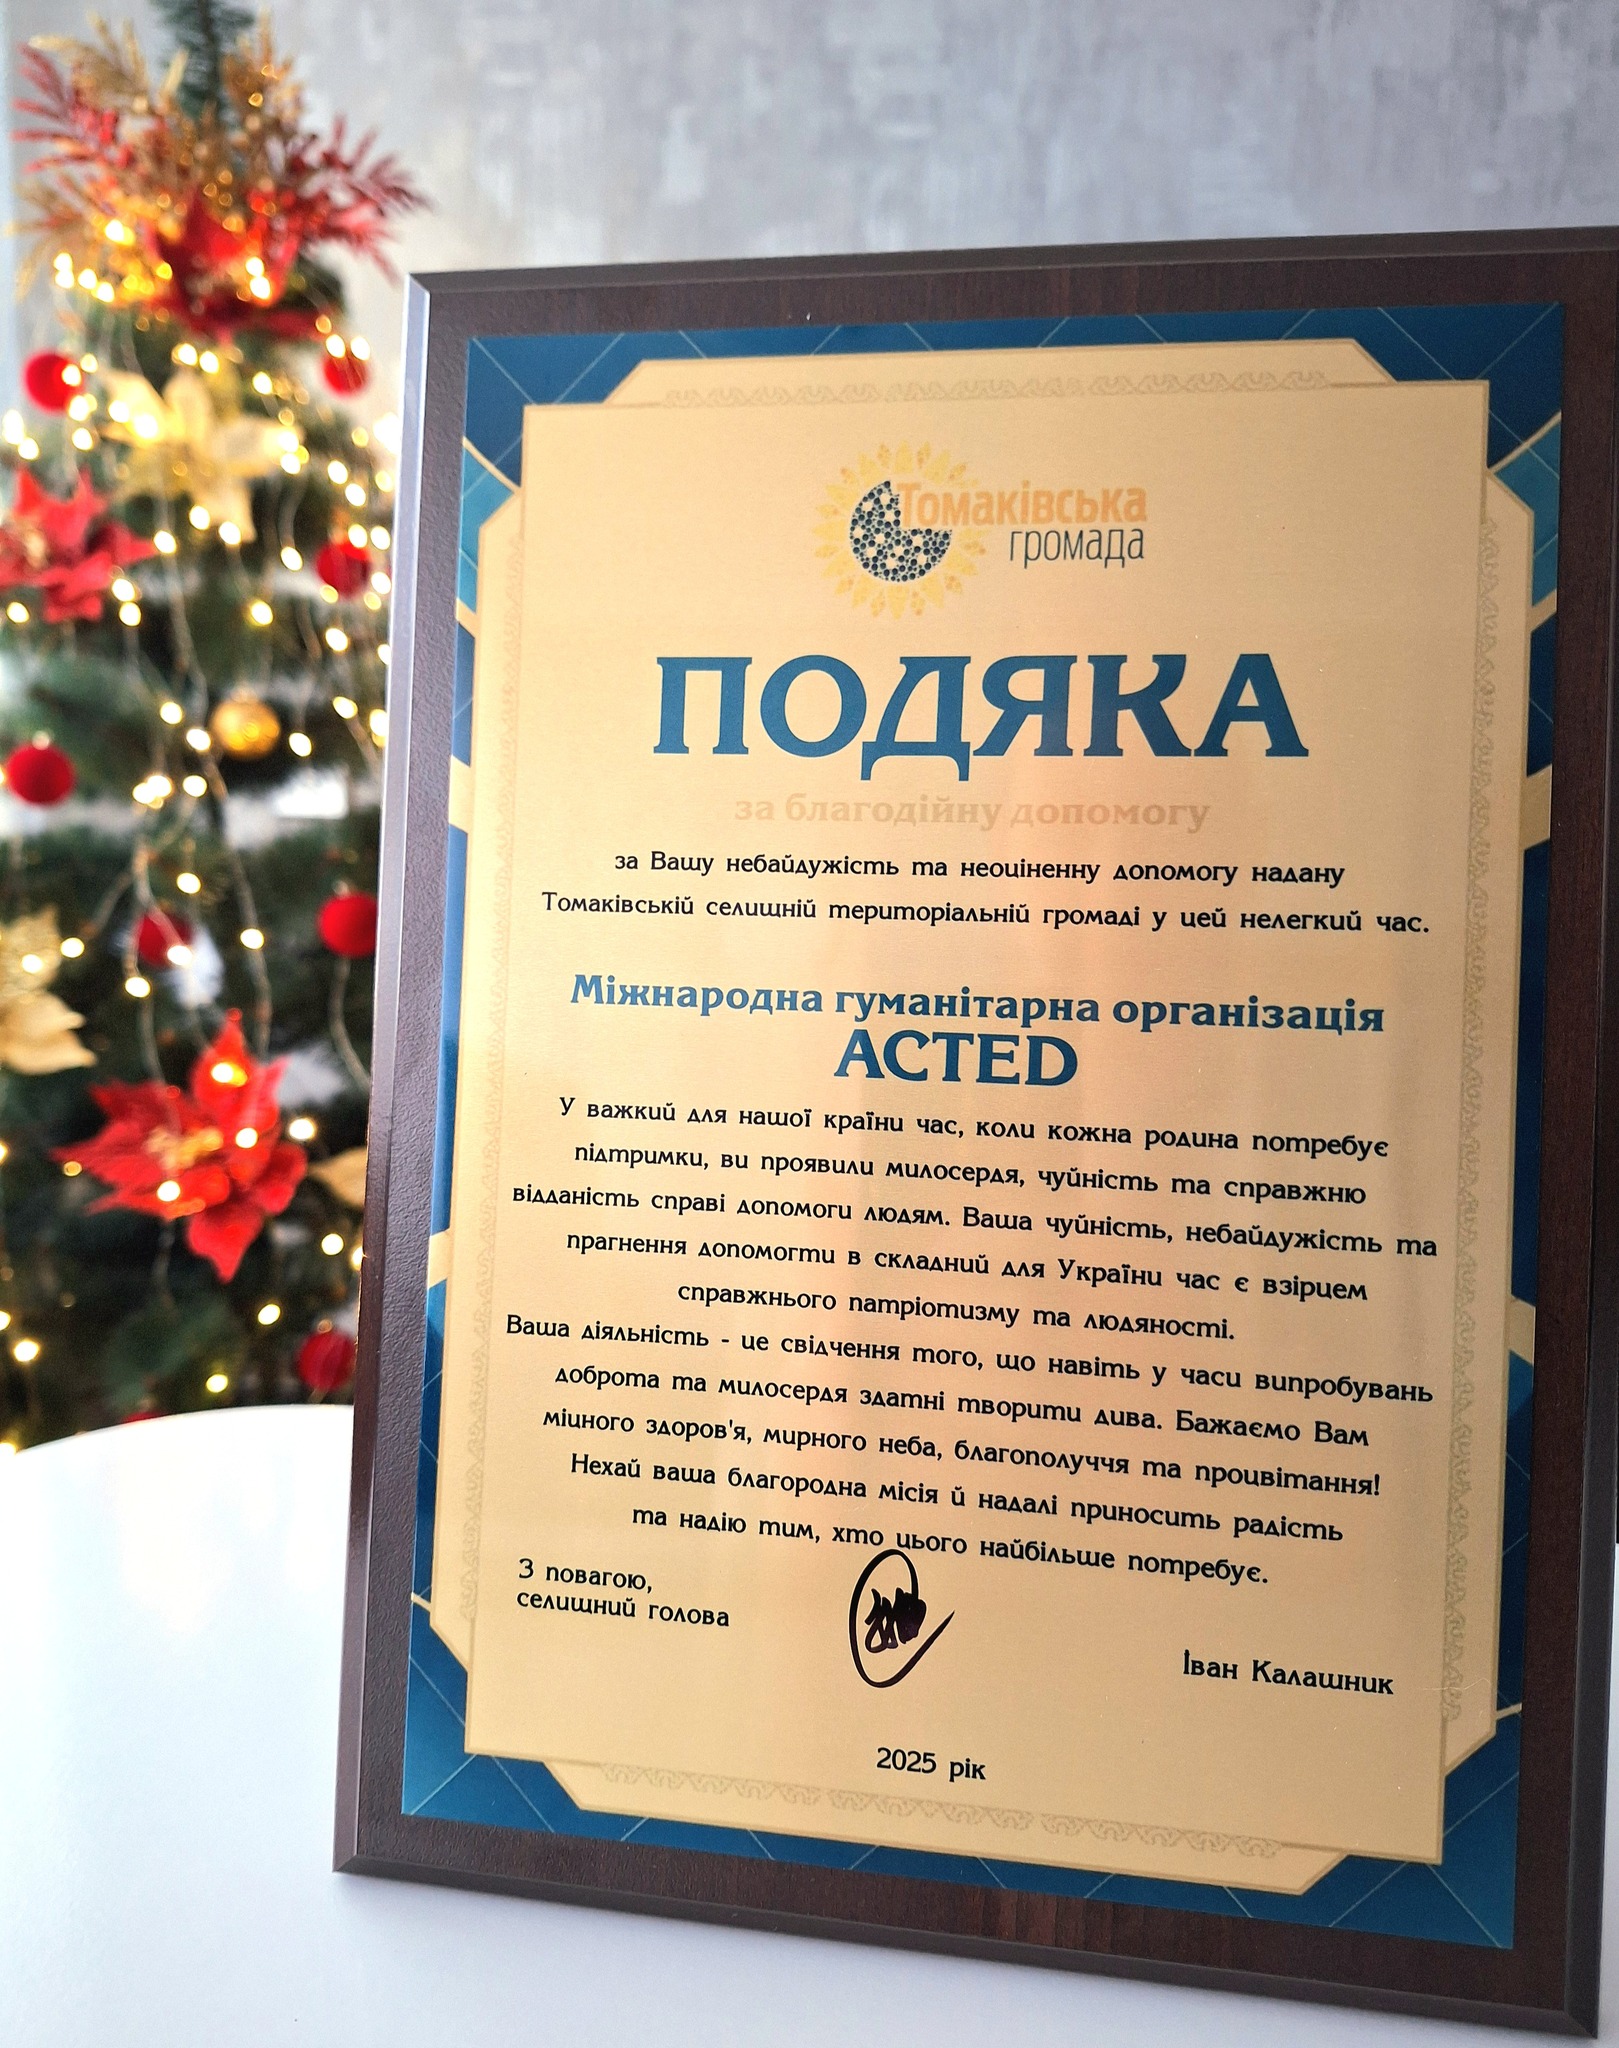 Томаківська
громада
ПОДЯКА
за благодійну допомогу
за Вашу небайдужість та неоціненну допомогу надану
Томаківській селищній територіальній громаді у цей нелегкий час.
Міжнародна гуманітарна організація
ACTED
У важкий для нашої країни час, коли кожна родина потребує
підтримки, ви проявили милосердя, чуйність та справжню
відданість справі допомоги людям. Ваша чуйність, небайдужість та
прагнення допомогти в складний для України час є взірцем
справжнього патріотизму та людяності.
Ваша діяльність - це свідчення того, що навіть у часи випробувань
доброта та милосердя здатні творити дива. Бажаємо Вам
міцного здоров'я, мирного неба, благополуччя та процвітання!
Нехай ваша благородна місія й надалі приносить радість
та надію тим, хто цього найбільше потребує.
З повагою,
селищний голова
Іван Калашник
2025 рік